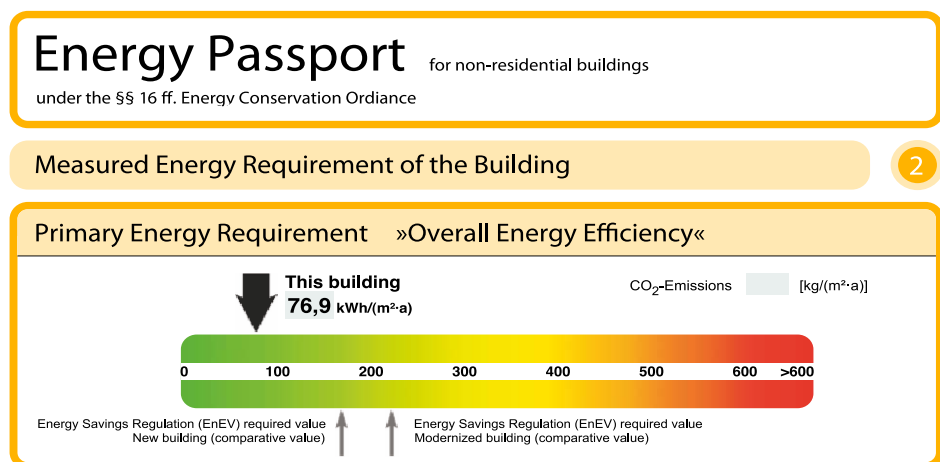 Energy Passport for non-residential buildings
under the §§ 16 ff. Energy Conservation Ordiance
Measured Energy Requirement of the Building
2
Primary Energy Requirement »Overall Energy Efficiency«
This building
76,9 kWh/(m²·a)
CO₂-Emissions [kg/(m²·a)]
0 100 200 300 400 500 600 >600
Energy Savings Regulation (EnEV) required value
New building (comparative value)
Energy Savings Regulation (EnEV) required value
Modernized building (comparative value)